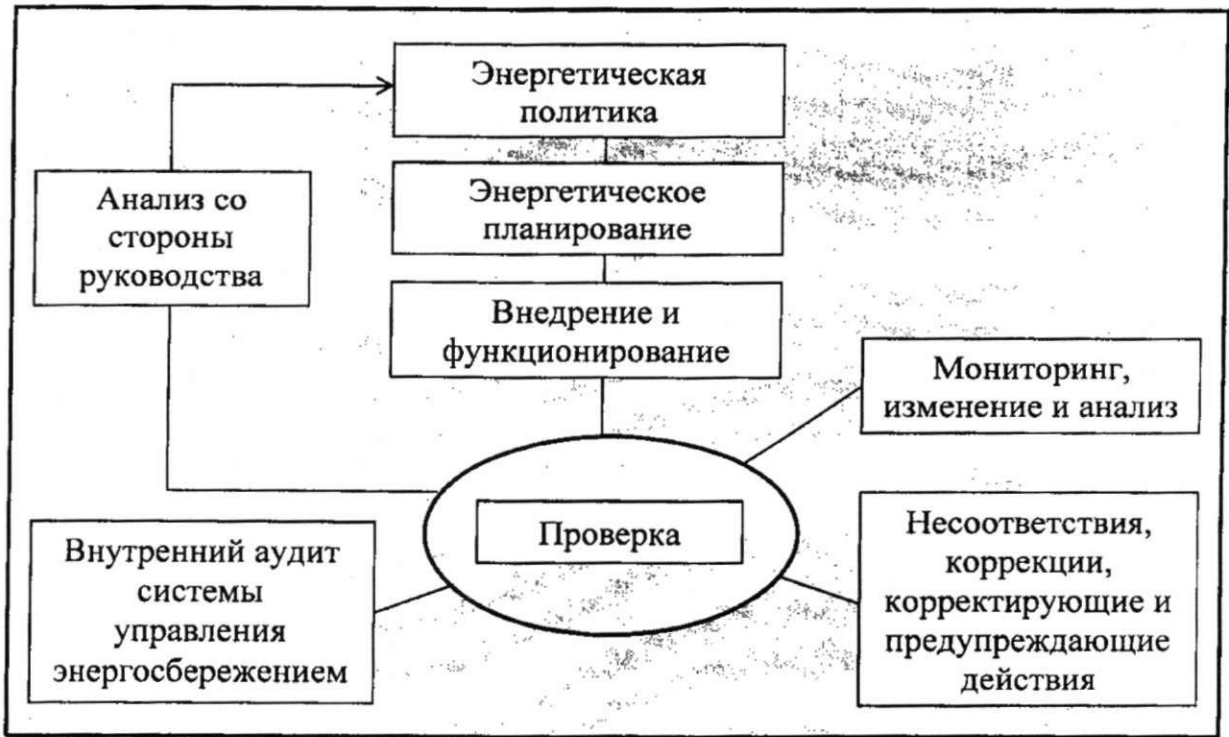 Энергетическая
политика
Анализ со
стороны
руководства
Энергетическое
планирование
Внедрение и
функционирование
Мониторинг,
изменение и анализ
Проверка
Внутренний аудит
системы
управления
энергосбережением
Несоответствия,
коррекции,
корректирующие и
предупреждающие
действия